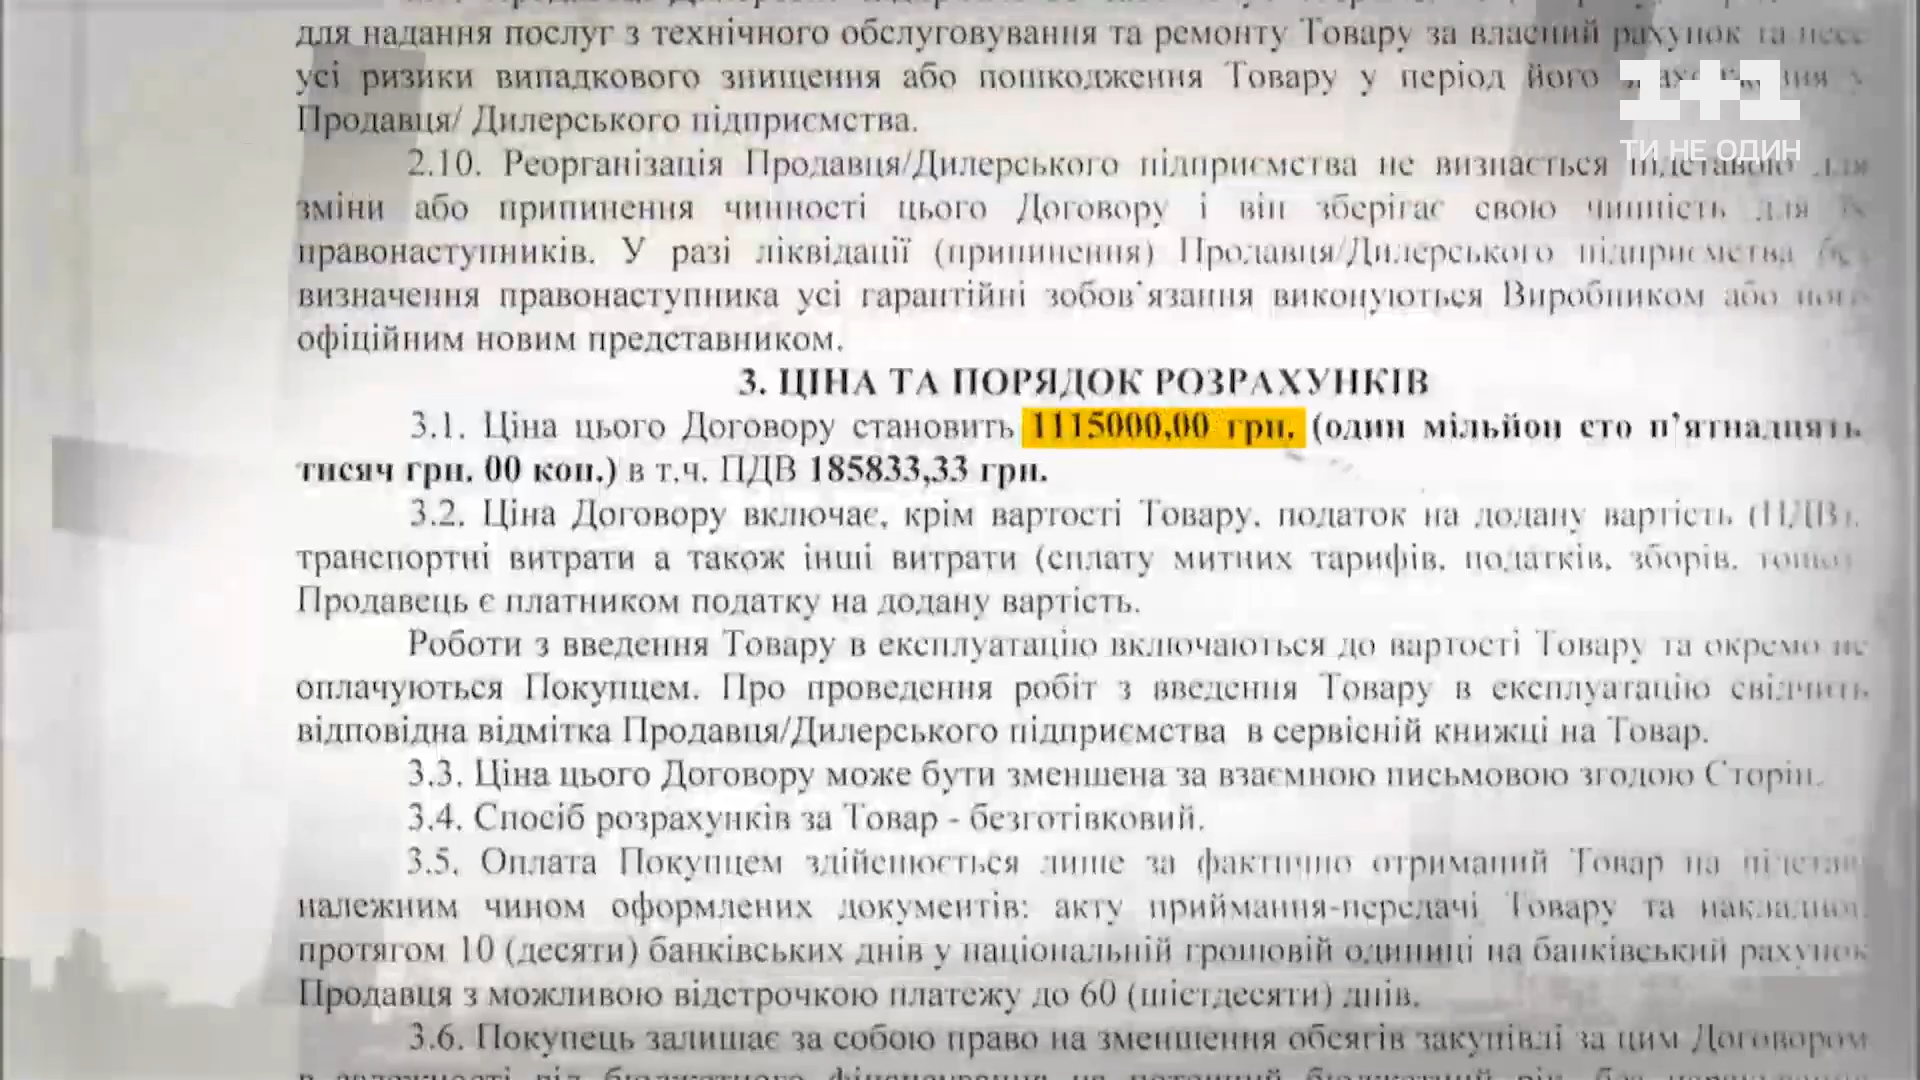 для надання послуг з технічного обслуговування та ремонту Товару за власний рахунок та несе
усі ризики випадкового знищення або пошкодження Товару у період його знаходження у
Продавця/ Дилерського підприємства.
2.10. Реорганізація Продавця/Дилерського підприємства не визнається підставою для
зміни або припинення чинності цього Договору і він зберігає свою чинність для
правонаступників. У разі ліквідації (припинення) Продавця/Дилерського підприємства без
визначення правонаступника усі гарантійні зобов'язання виконуються Виробником або його
офіційним новим представником.
3. ЦІНА ТА ПОРЯДОК РОЗРАХУНКІВ
3.1. Ціна цього Договору становить 1115000,00 грн. (один мільйон сто п'ятнадцять
тисяч грн. 00 коп.) в т.ч. ПДВ 185833,33 грн.
3.2. Ціна Договору включає, крім вартості Товару, податок на додану вартість (ПДВ),
транспортні витрати а також інші витрати (сплату митних тарифів, податків, зборів, тощо).
Продавець є платником податку на додану вартість.
Роботи з введення Товару в експлуатацію включаються до вартості Товару та окремо не
оплачуються Покупцем. Про проведення робіт з введення Товару в експлуатацію свідчить
відповідна відмітка Продавця/Дилерського підприємства в сервісній книжці на Товар.
3.3. Ціна цього Договору може бути зменшена за взаємною письмовою згодою Сторін.
3.4. Спосіб розрахунків за Товар - безготівковий.
3.5. Оплата Покупцем здійснюється лише за фактично отриманий Товар на підставі
належним чином оформлених документів: акту приймання-передачі Товару та накладної,
протягом 10 (десяти) банківських днів у національній грошовій одиниці на банківський рахунок
Продавця з можливою відстрочкою платежу до 60 (шістдесяти) днів.
3.6. Покупець залишає за собою право на зменшення обсягів закупівлі за цим Договором
1+1
ТИ НЕ ОДИН